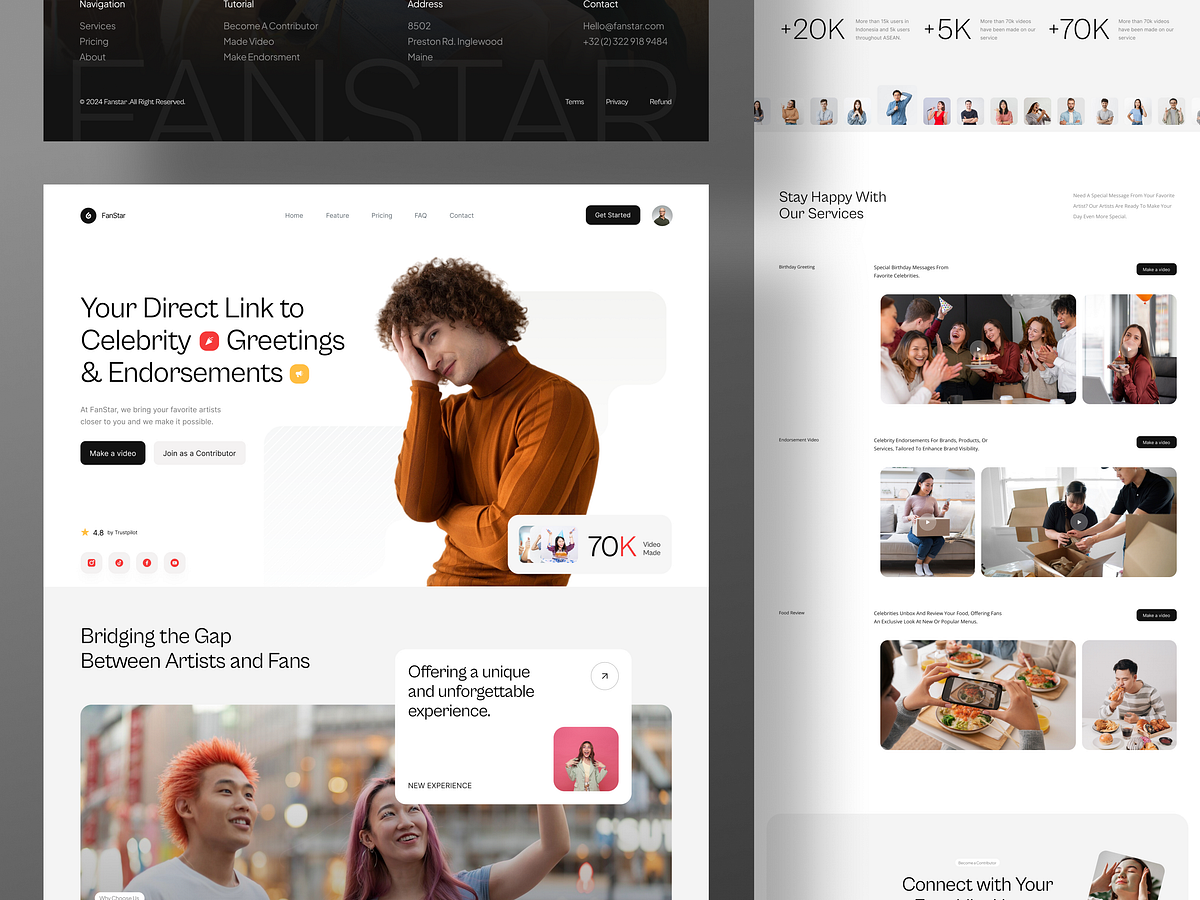 Navigation
Tutorial
Address
Contact
Services
Become A Contributor
8502
Hello@fanstar.com
Pricing
Made Video
Preston Rd. Inglewood
+32 (2) 322 918 9484
About
Make Endorsment
Maine
FANSTAR
© 2024 Fanstar .All Right Reserved.
Terms
Privacy
Refund
FanStar
Home
Feature
Pricing
FAQ
Contact
Get Started
Your Direct Link to
Celebrity Greetings
& Endorsements
At FanStar, we bring your favorite artists
closer to you and we make it possible.
Make a video
Join as a Contributor
4.8 by Trustpilot
70K
Video
Made
Bridging the Gap
Between Artists and Fans
Offering a unique
and unforgettable
experience.
NEW EXPERIENCE
Why Choose Us
+20K
More than 15k users in
Indonesia and 5k users
throughout ASEAN.
+5K
More than 70k videos
have been made on our
service
+70K
More than 70k videos
have been made on our
service
Stay Happy With
Our Services
Need A Special Message From Your Favorite
Artist? Our Artists Are Ready To Make Your
Day Even More Special.
Birthday Greeting
Special Birthday Messages From
Favorite Celebrities.
Make a video
Endorsement Video
Celebrity Endorsements For Brands, Products, Or
Services, Tailored To Enhance Brand Visibility.
Make a video
Food Review
Celebrities Unbox And Review Your Food, Offering Fans
An Exclusive Look At New Or Popular Menus.
Make a video
Become a Contributor
Connect with Your